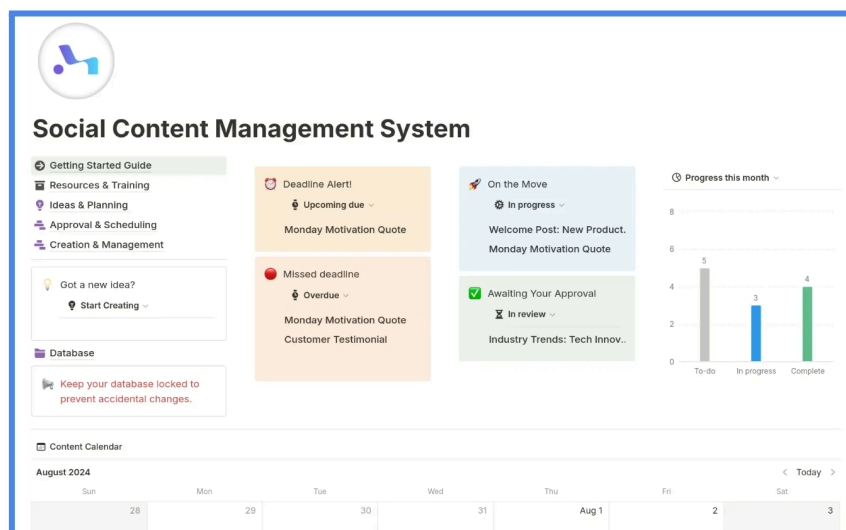 Social Content Management System
Getting Started Guide
Resources & Training
Ideas & Planning
Approval & Scheduling
Creation & Management
Got a new idea?
Start Creating
Database
Keep your database locked to
prevent accidental changes.
Deadline Alert!
Upcoming due
Monday Motivation Quote
Missed deadline
Overdue
Monday Motivation Quote
Customer Testimonial
On the Move
In progress
Welcome Post: New Product.
Monday Motivation Quote
Awaiting Your Approval
In review
Industry Trends: Tech Innov..
Progress this month
8
6
4
2
0
5
3
4
To-do In progress Complete
Content Calendar
August 2024
Today
Sun Mon Tue Wed Thu Fri Sat
28 29 30 31 Aug 1 2 3